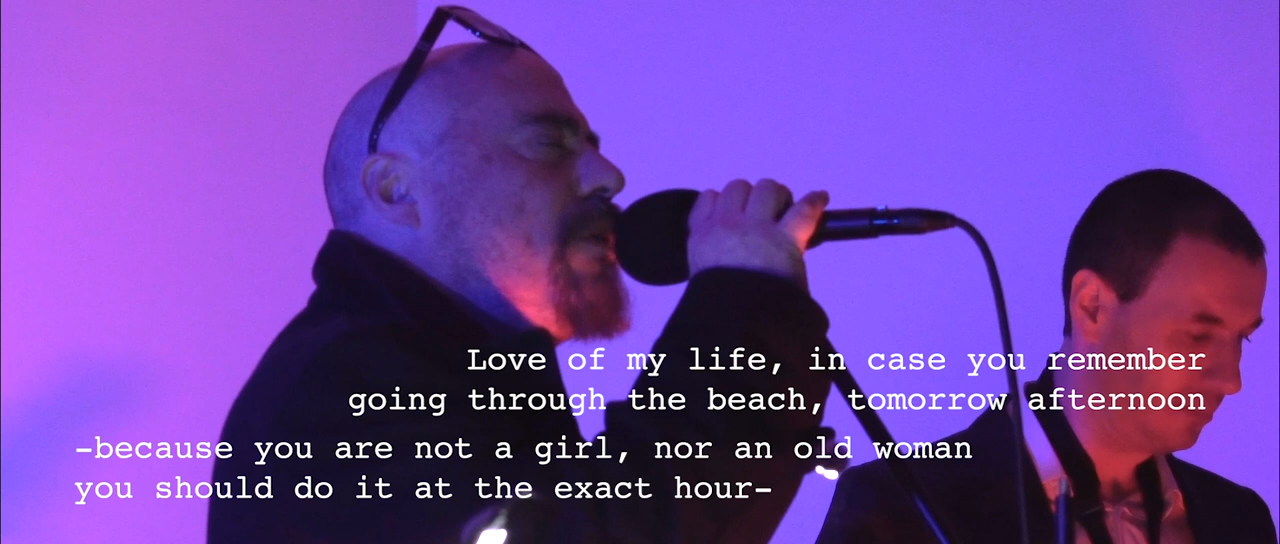 Love of my life, in case you remember
going through the beach, tomorrow afternoon
-because you are not a girl, nor an old woman
you should do it at the exact hour-